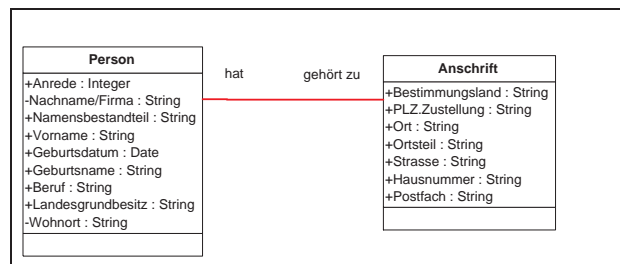 Person
+Anrede : Integer
-Nachname/Firma : String
+Namensbestandteil : String
+Vorname : String
+Geburtsdatum : Date
+Geburtsname : String
+Beruf : String
+Landesgrundbesitz : String
-Wohnort : String
hat
gehört zu
Anschrift
+Bestimmungsland : String
+PLZ.Zustellung : String
+Ort : String
+Ortsteil : String
+Strasse : String
+Hausnummer : String
+Postfach : String